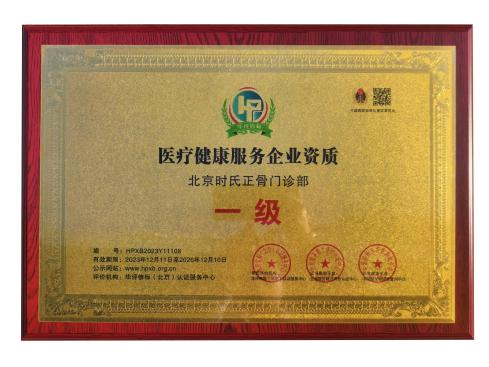 HP
医疗健康服务企业资质
北京时氏正骨门诊部
一级
编 号：HPXB2023Y11108
有效期限：2023年12月11日至2026年12月10日
公示网站：www.hpxb.org.cn
评价机构：华评信标（北京）认证服务中心